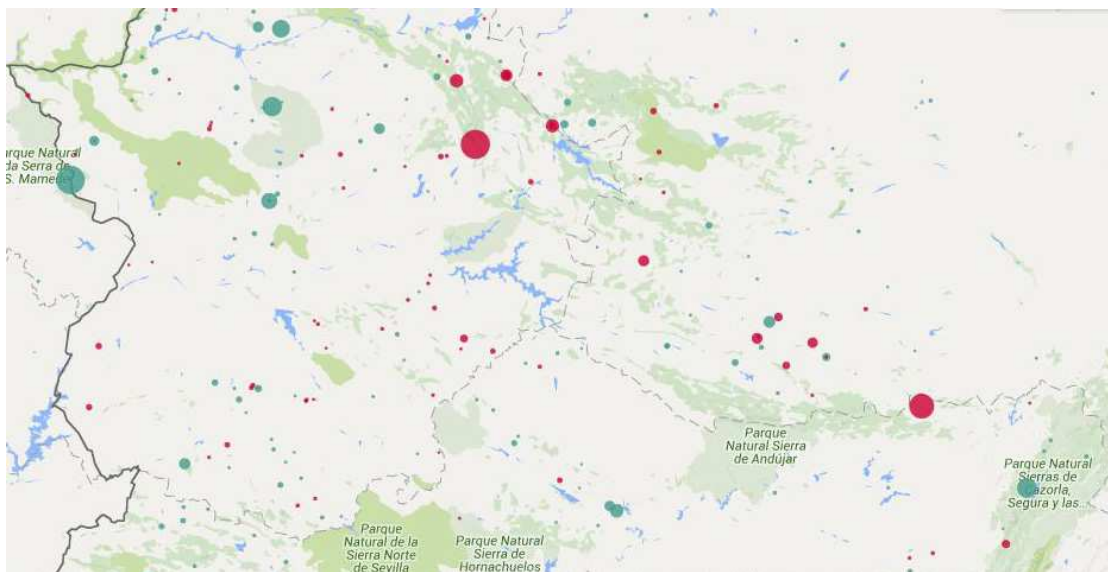 arque Natural
da Serra de
S. Mamede
Parque
Natural Sierra
de Andújar
Parque Natural
Sierras de
Cazorla,
Segura y las...
Parque
Natural de la
Sierra Norte
de Sevilla
Parque Natural
Sierra de
Hornachuelos